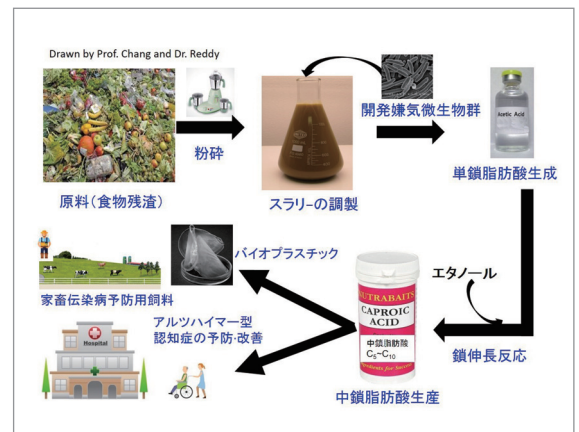 Drawn by Prof. Chang and Dr. Reddy
原料(食物残渣)
粉砕
スラリーの調製
開発嫌気微生物群
Acetic Acid
単鎖脂肪酸生成
エタノール
鎖伸長反応
NUTRABAITS
CAPROIC
ACID
中鎖脂肪酸
C₆~C₁₀
中鎖脂肪酸生産
バイオプラスチック
家畜伝染病予防用飼料
アルツハイマー型
認知症の予防・改善
Hospital